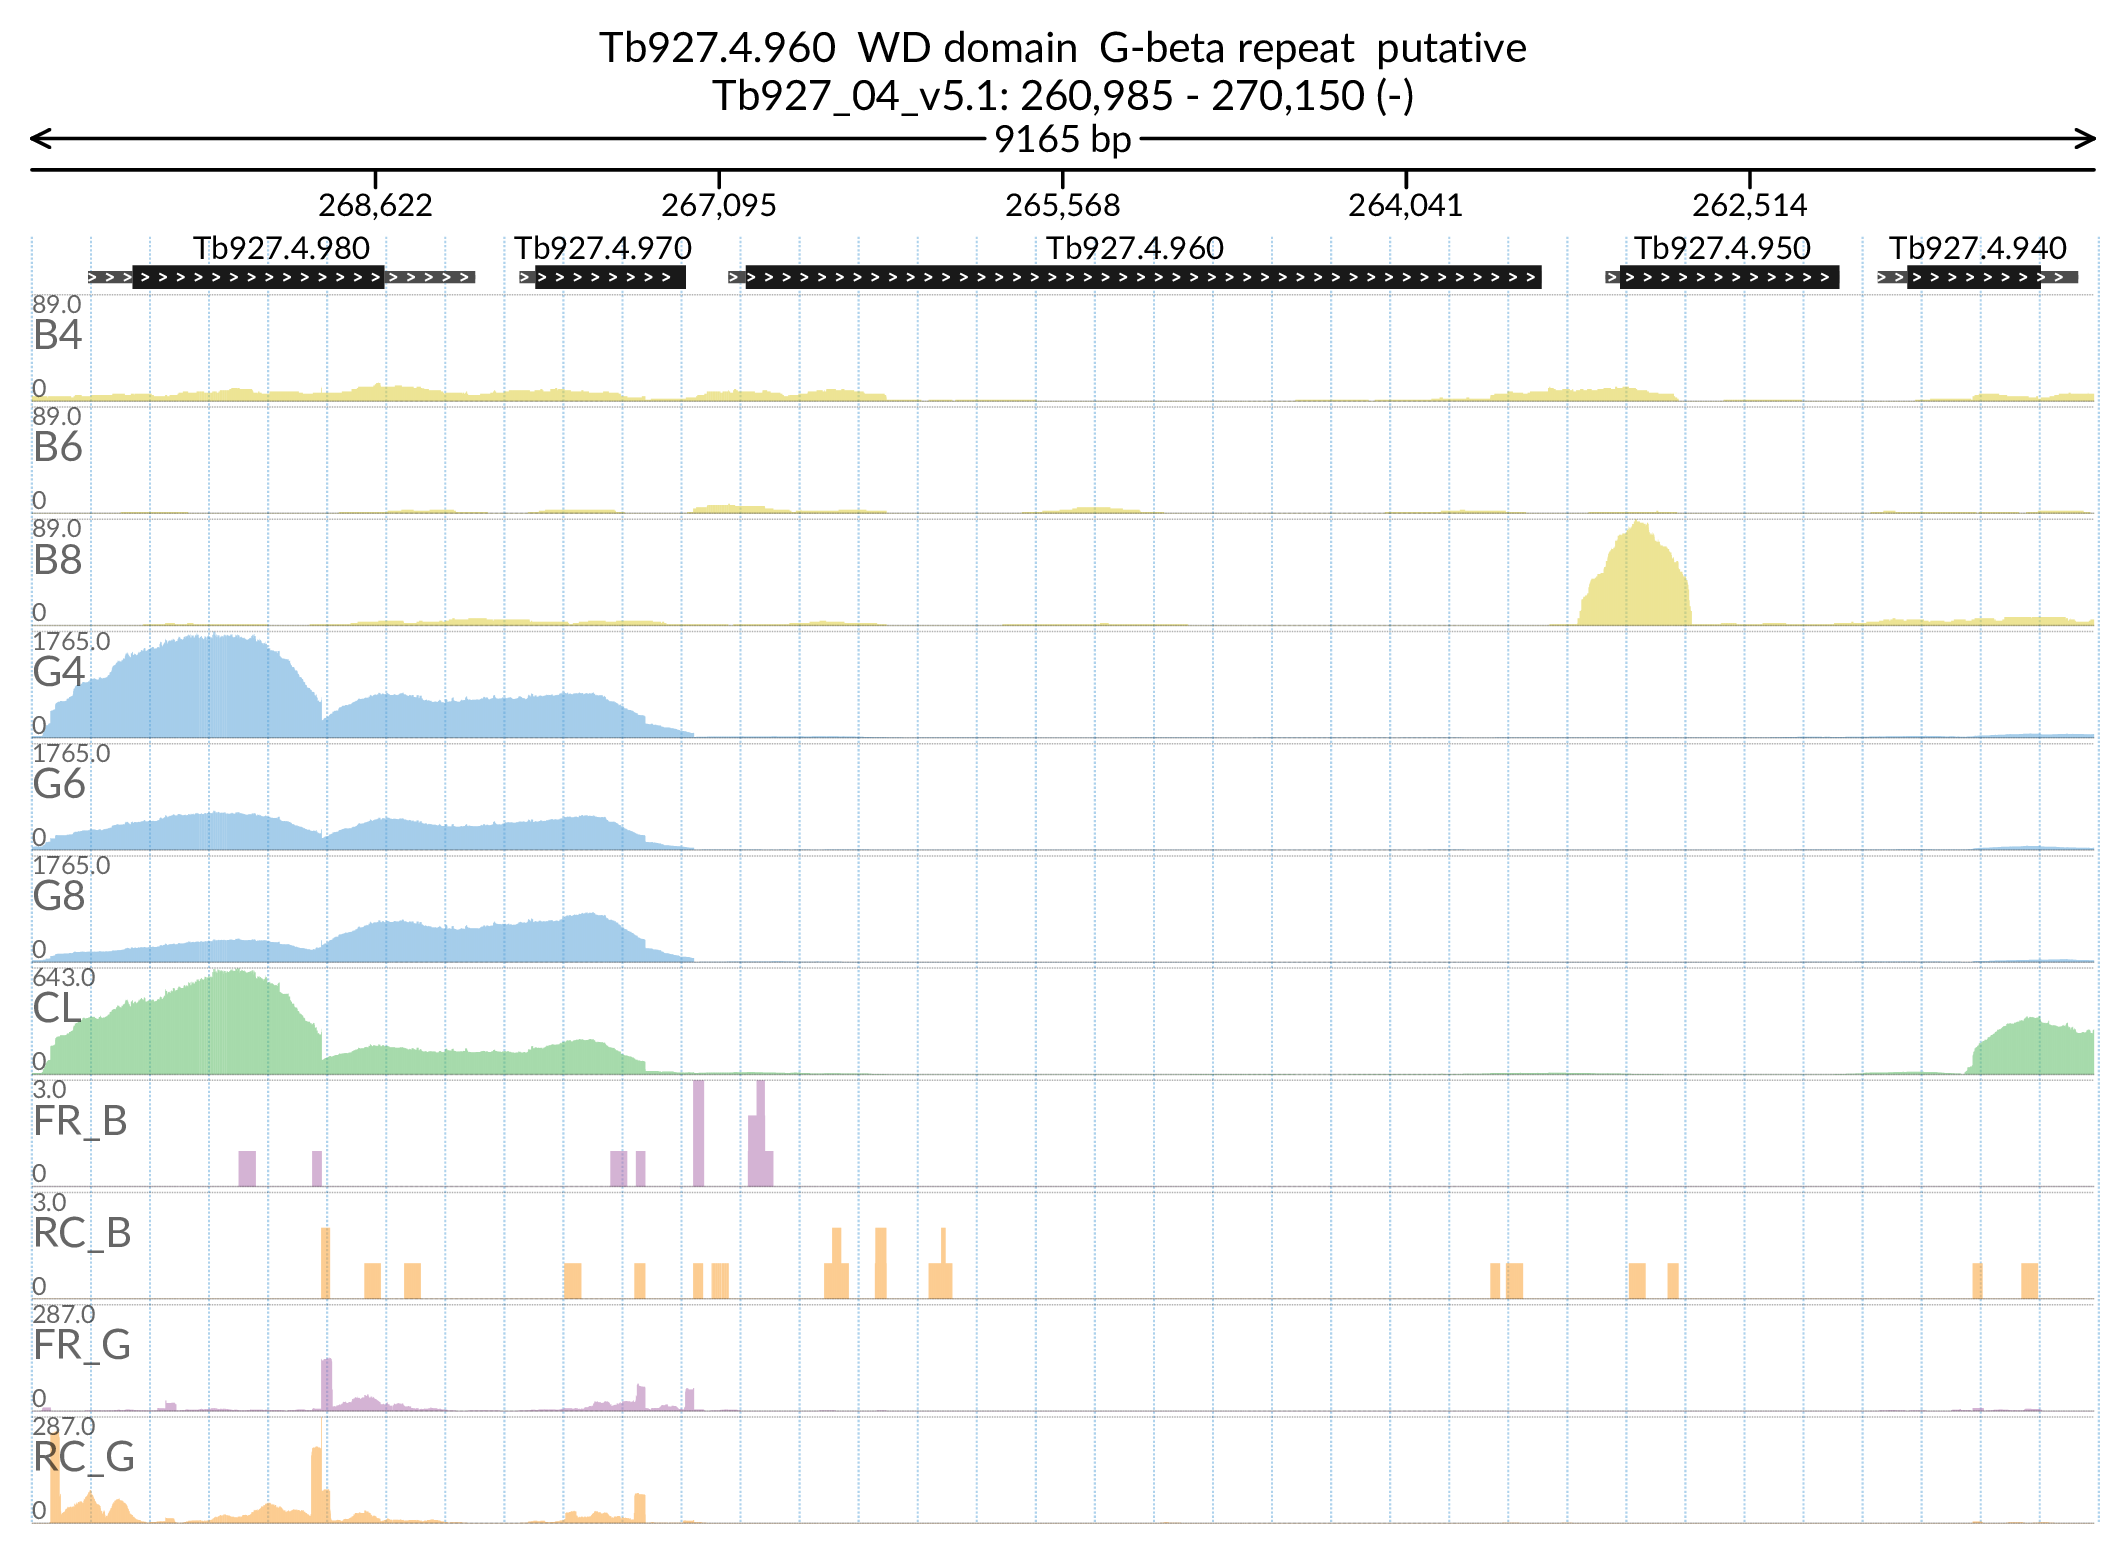 Tb927.4.960  WD domain  G-beta repeat  putative
Tb927_04_v5.1: 260,985 - 270,150 (-)
9165 bp
268,622 267,095 265,568 264,041 262,514
Tb927.4.980 Tb927.4.970 Tb927.4.960 Tb927.4.950 Tb927.4.940
89.0
B4
0
89.0
B6
0
89.0
B8
0
1765.0
G4
0
1765.0
G6
0
1765.0
G8
0
643.0
CL
0
3.0
FR_B
0
3.0
RC_B
0
287.0
FR_G
0
287.0
RC_G
0